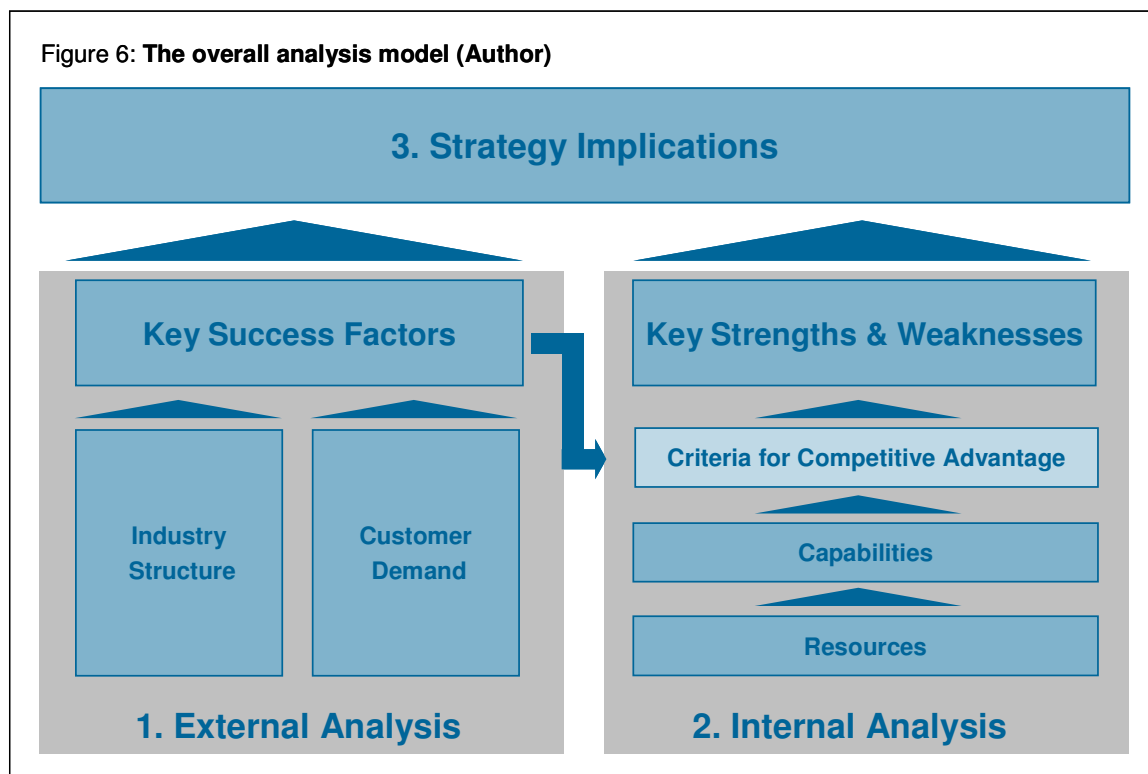 Figure 6: The overall analysis model (Author)
3. Strategy Implications
Key Success Factors
Industry
Structure
Customer
Demand
1. External Analysis
Key Strengths & Weaknesses
Criteria for Competitive Advantage
Capabilities
Resources
2. Internal Analysis